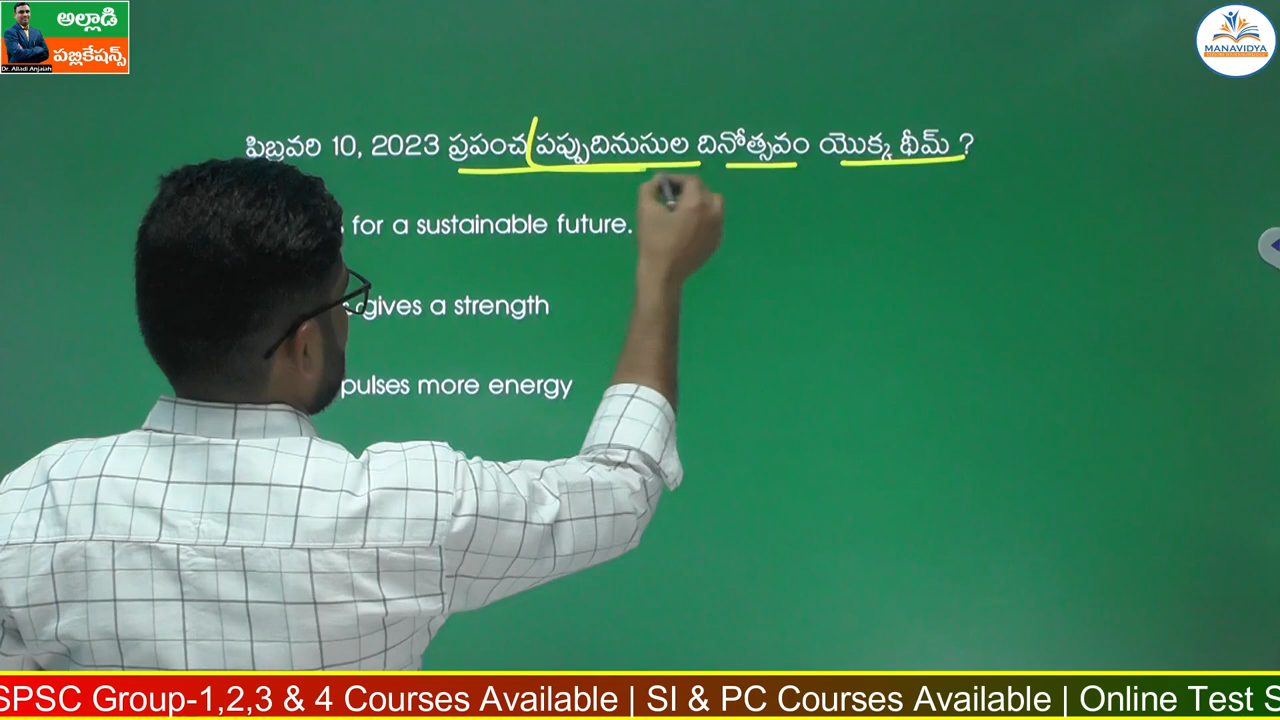 అల్లాడి
పబ్లికేషన్స్
Dr. Alladi Anjaiah
MANAVIDYA
పిబ్రవరి 10, 2023 ప్రపంచ పప్పుదినుసుల దినోత్సవం యొక్క థీమ్ ?
for a sustainable future.
gives a strength
pulses more energy
SPSC Group-1,2,3 & 4 Courses Available | SI & PC Courses Available | Online Test S